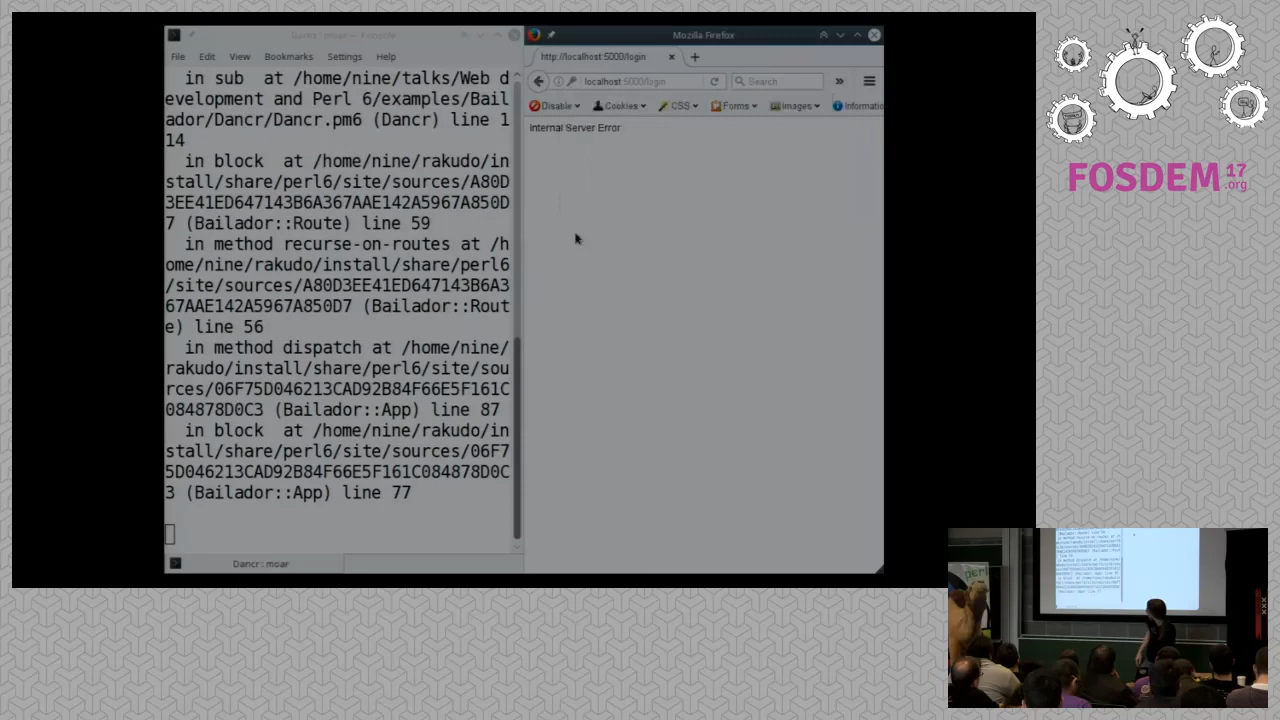 Dancr : moar – Konsole
File Edit View Bookmarks Settings Help
in sub  at /home/nine/talks/Web d
evelopment and Perl 6/examples/Bail
ador/Dancr/Dancr.pm6 (Dancr) line 1
14
in block  at /home/nine/rakudo/in
stall/share/perl6/site/sources/A80D
3EE41ED647143B6A367AAE142A5967A850D
7 (Bailador::Route) line 59
in method recurse-on-routes at /h
ome/nine/rakudo/install/share/perl6
/site/sources/A80D3EE41ED647143B6A3
67AAE142A5967A850D7 (Bailador::Rout
e) line 56
in method dispatch at /home/nine/
rakudo/install/share/perl6/site/sou
rces/06F75D046213CAD92B84F66E5F161C
084878D0C3 (Bailador::App) line 87
in block  at /home/nine/rakudo/in
stall/share/perl6/site/sources/06F7
5D046213CAD92B84F66E5F161C084878D0C
3 (Bailador::App) line 77
Dancr : moar
Mozilla Firefox
http://localhost:5000/login
localhost:5000/login
Search
Disable Cookies CSS Forms Images Informatio
Internal Server Error
FOSDEM 17
.org